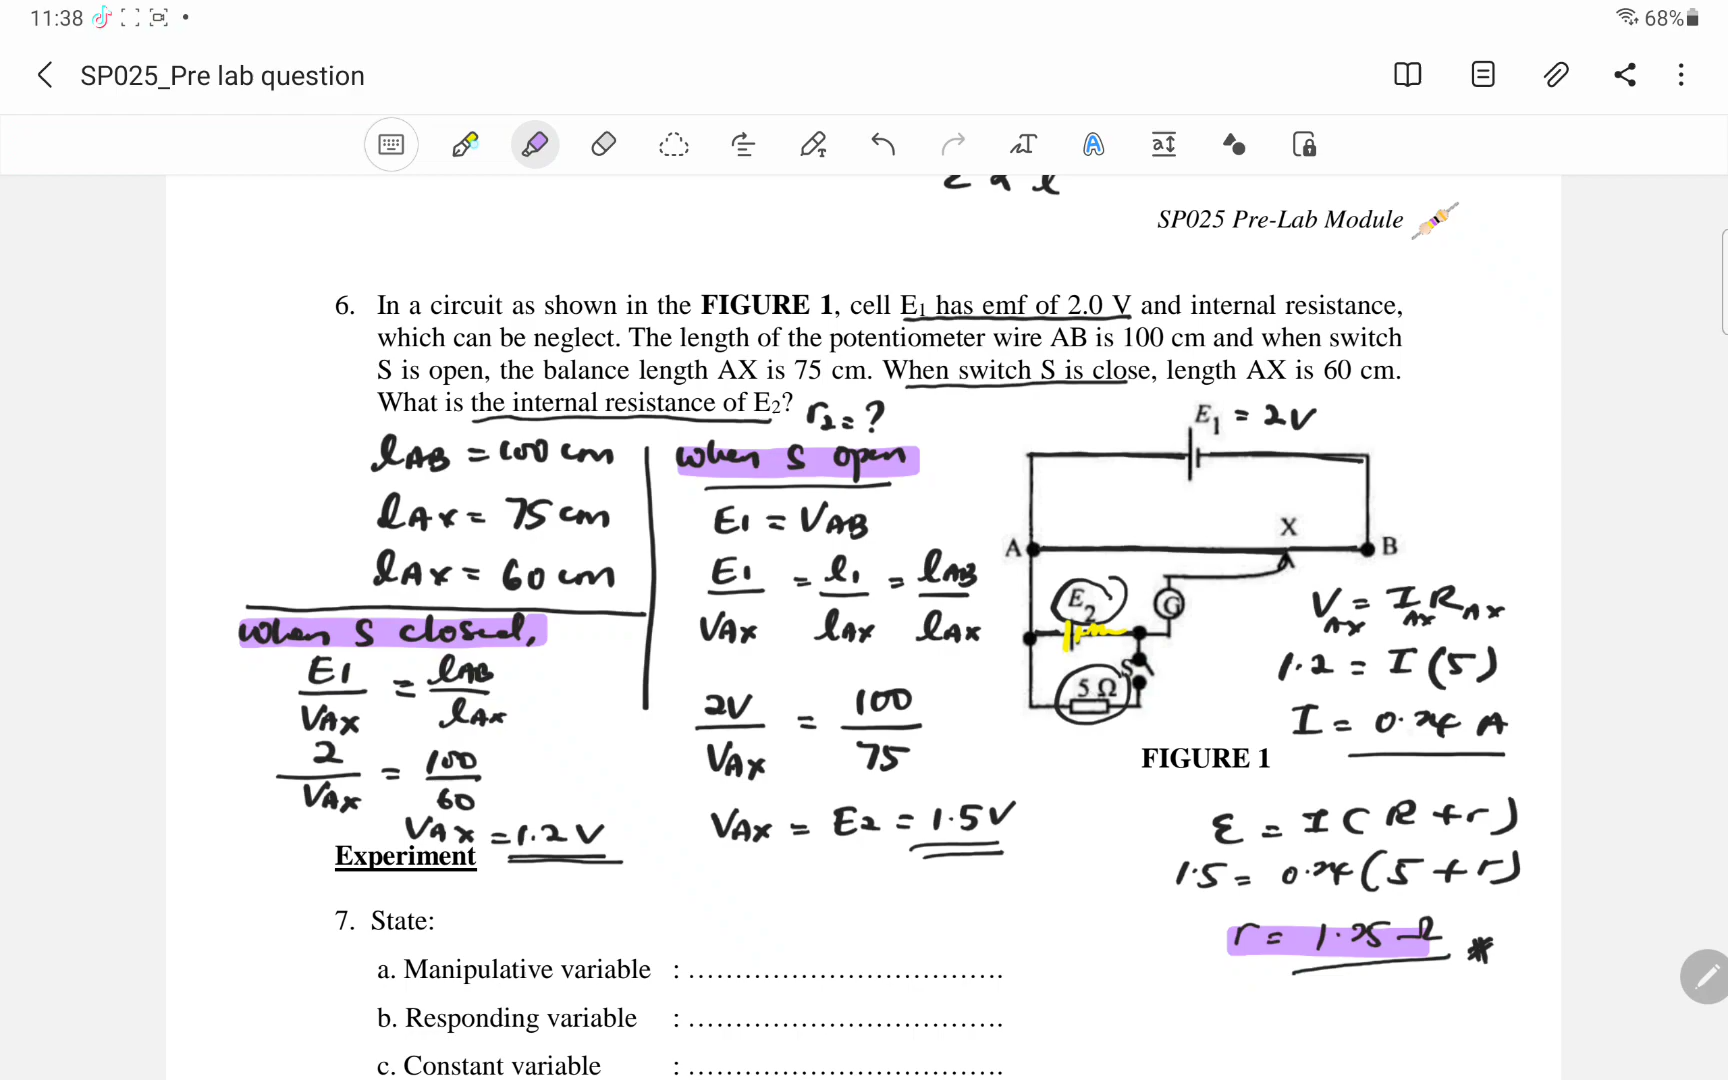 11:38
68%
SP025_Pre lab question
SP025 Pre-Lab Module
6. In a circuit as shown in the FIGURE 1, cell E1 has emf of 2.0 V and internal resistance,
which can be neglect. The length of the potentiometer wire AB is 100 cm and when switch
S is open, the balance length AX is 75 cm. When switch S is close, length AX is 60 cm.
What is the internal resistance of E2? r2 = ?
lAB = 100 cm
lAX = 75 cm
lAX = 60 cm
when S open
E1 = VAB
E1/VAX = l1/lAX = lAB/lAX
2V/VAX = 100/75
VAX = E2 = 1.5V
when S closed,
E1/VAX = lAB/lAX
2/VAX = 100/60
VAX = 1.2V
E1 = 2V
A
X
B
E2
G
S
5 Ω
FIGURE 1
VAX = IAX RAX
1.2 = I (5)
I = 0.24 A
ε = I (R + r)
1.5 = 0.24 (5 + r)
r = 1.25 Ω *
Experiment
7. State:
a. Manipulative variable : ....................................
b. Responding variable : ....................................
c. Constant variable : ....................................